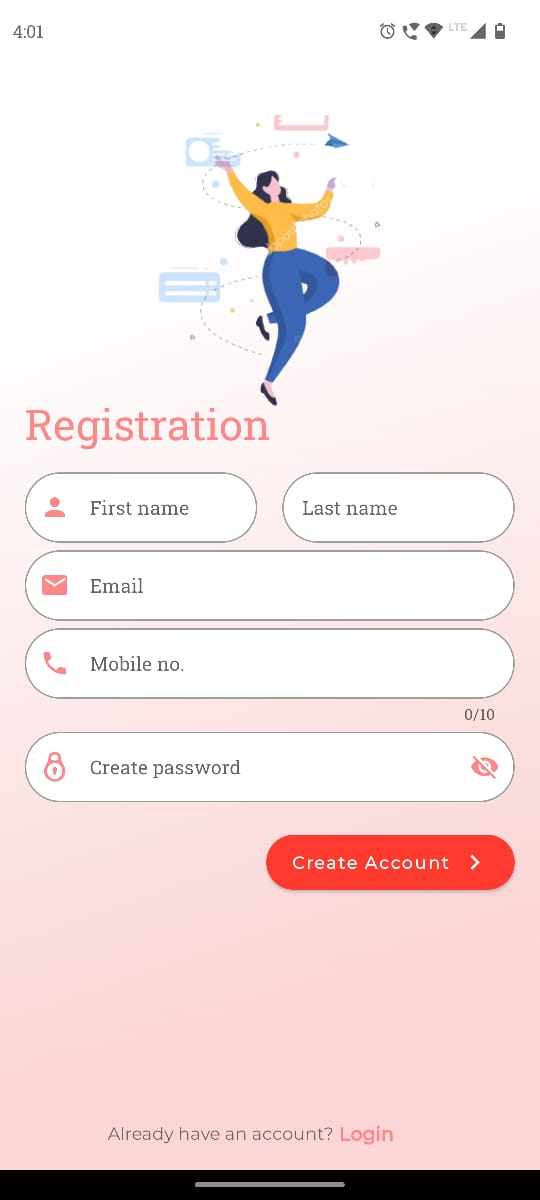 4:01
LTE
Registration
First name
Last name
Email
Mobile no.
0/10
Create password
Create Account
Already have an account? Login